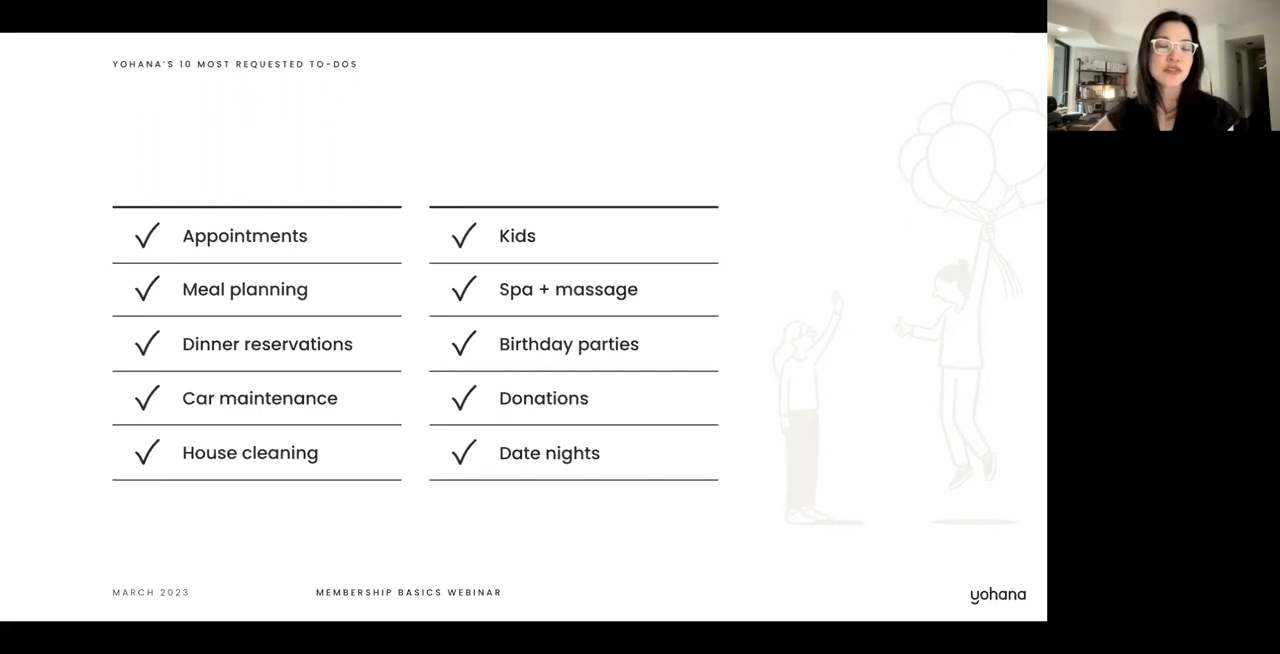 YOHANA'S 10 MOST REQUESTED TO-DOS
Appointments
Meal planning
Dinner reservations
Car maintenance
House cleaning
Kids
Spa + massage
Birthday parties
Donations
Date nights
MARCH 2023
MEMBERSHIP BASICS WEBINAR
yohana